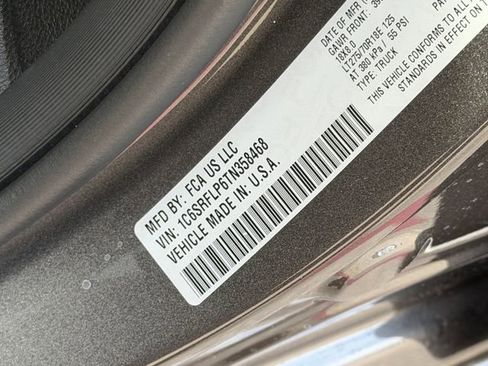 MFD BY: FCA US LLC
VIN: 1C6SRFLP6TN358468
VEHICLE MADE IN: U.S.A.
DATE OF MFR
GAWR FRONT:
18X8.0
LT275/70R18E 125
AT 380 kPa / 55 PSI
TYPE: TRUCK
THIS VEHICLE CONFORMS TO ALL
STANDARDS IN EFFECT ON